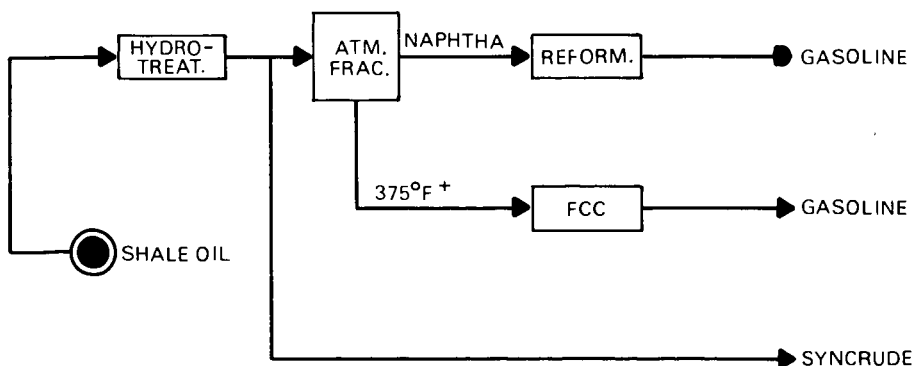 HYDRO-
TREAT.
ATM.
FRAC.
NAPHTHA
REFORM.
GASOLINE
375°F +
FCC
GASOLINE
SHALE OIL
SYNCRUDE